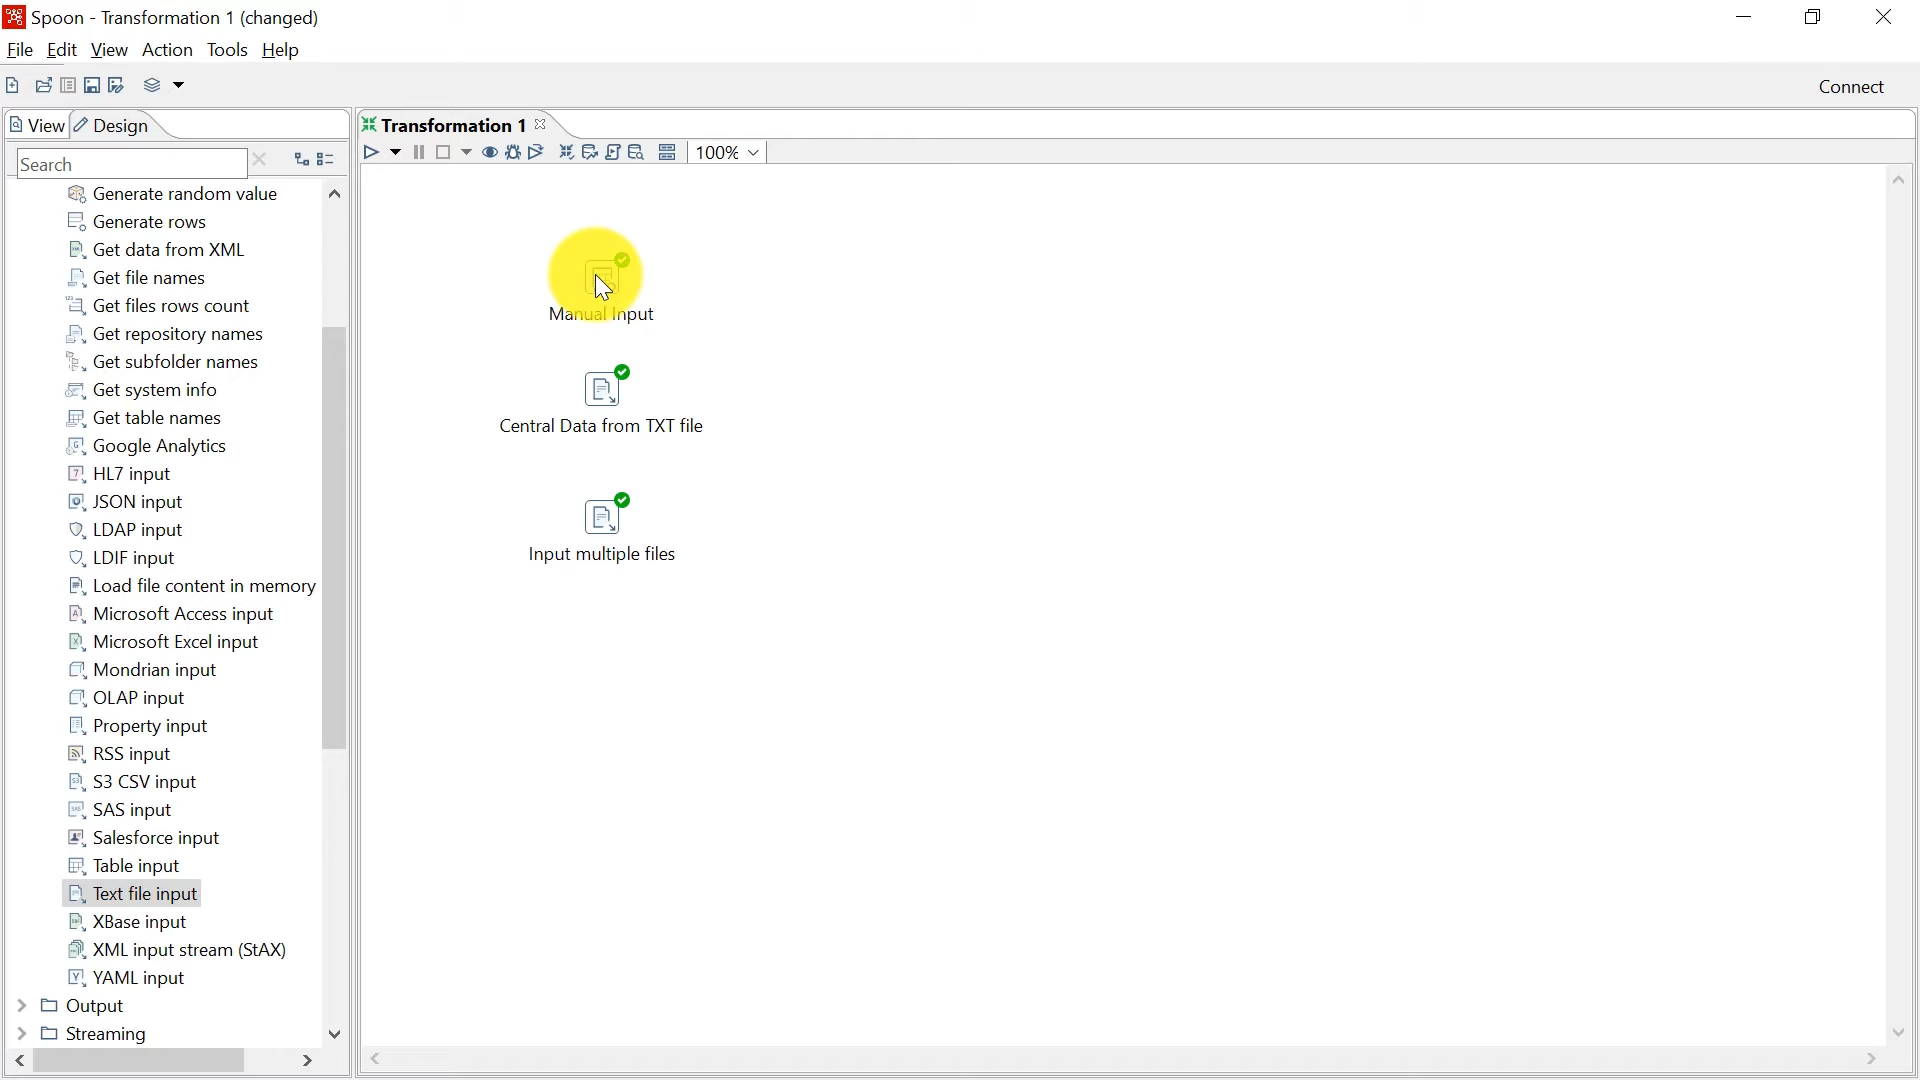 Spoon - Transformation 1 (changed)
File Edit View Action Tools Help
Connect
View Design
Transformation 1
Search
100%
Generate random value
Generate rows
Get data from XML
Get file names
Get files rows count
Get repository names
Get subfolder names
Get system info
Get table names
Google Analytics
HL7 input
JSON input
LDAP input
LDIF input
Load file content in memory
Microsoft Access input
Microsoft Excel input
Mondrian input
OLAP input
Property input
RSS input
S3 CSV input
SAS input
Salesforce input
Table input
Text file input
XBase input
XML input stream (StAX)
YAML input
Output
Streaming
Manual Input
Central Data from TXT file
Input multiple files